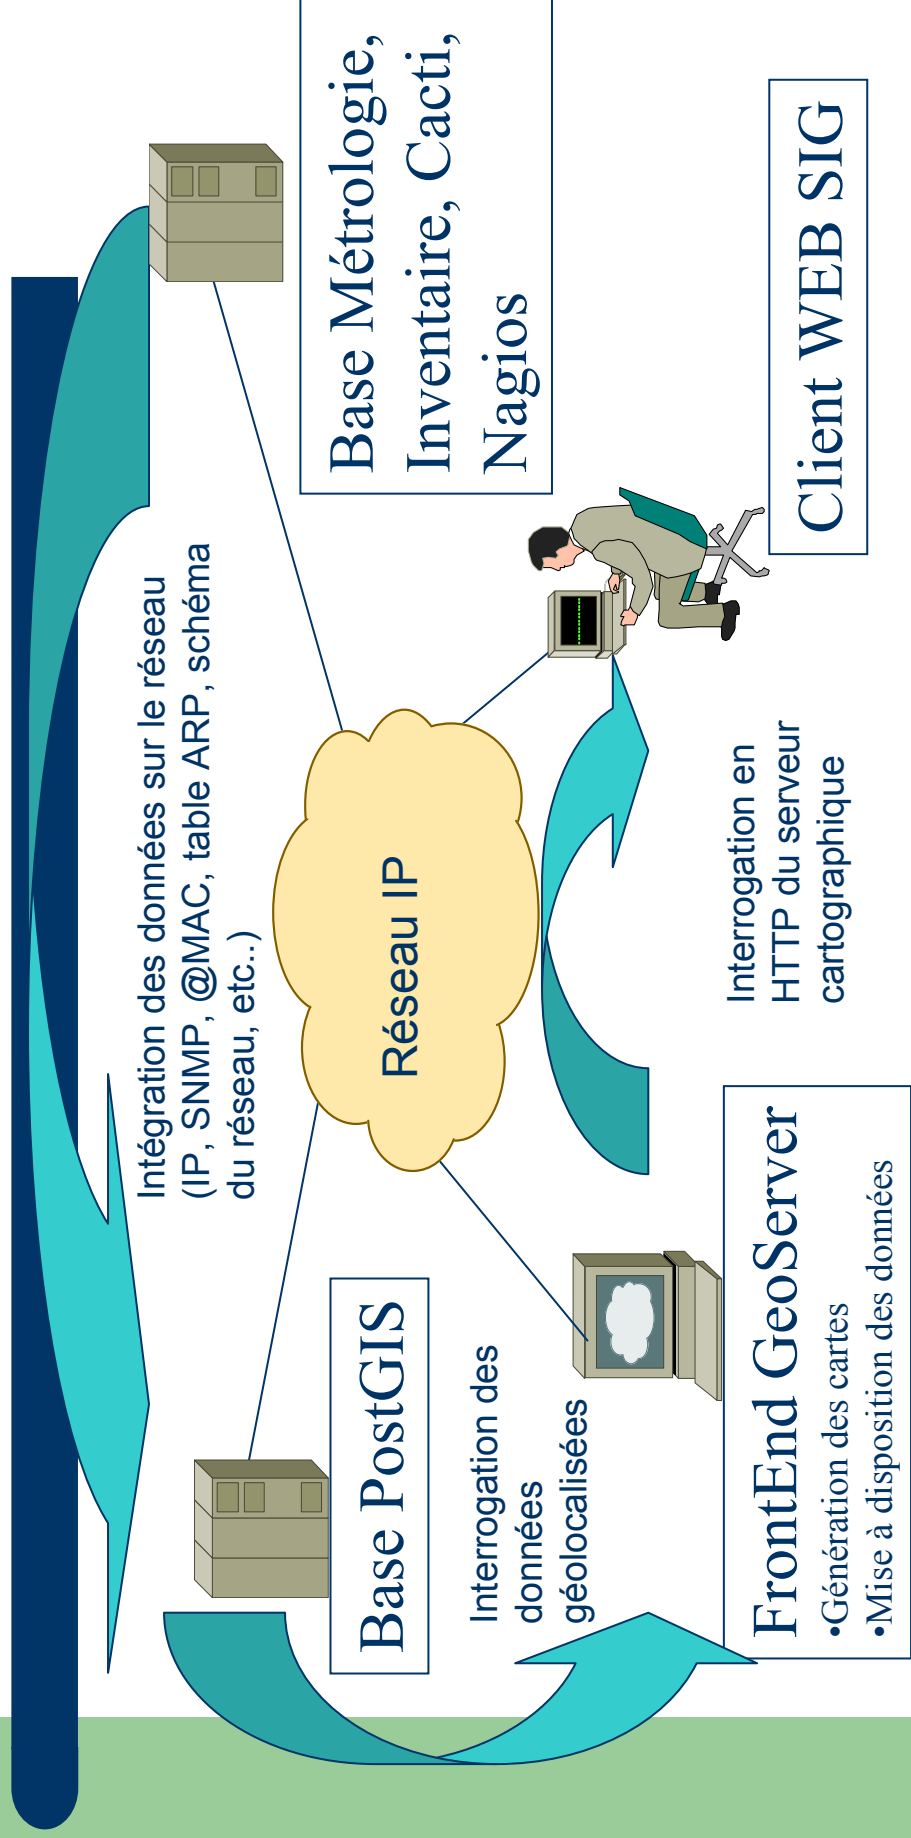 Intégration des données sur le réseau
(IP, SNMP, @MAC, table ARP, schéma
du réseau, etc..)
Base Métrologie,
Inventaire, Cacti,
Nagios
Base PostGIS
Réseau IP
Interrogation des
données
géolocalisées
Client WEB SIG
Interrogation en
HTTP du serveur
cartographique
FrontEnd GeoServer
•Génération des cartes
•Mise à disposition des données